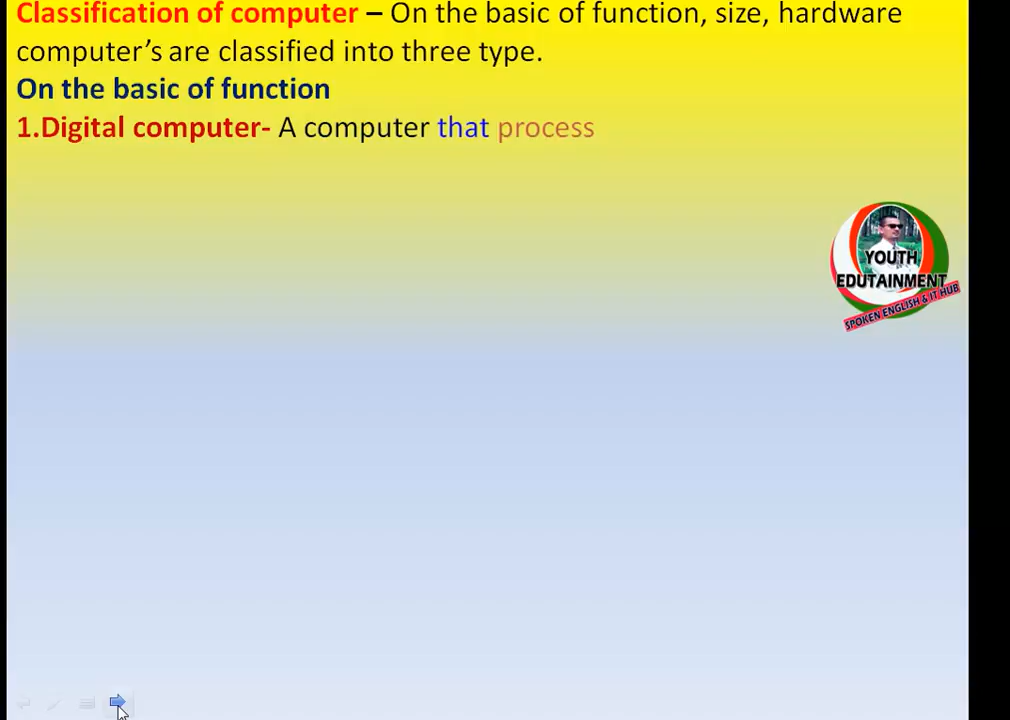 Classification of computer – On the basic of function, size, hardware
computer’s are classified into three type.
On the basic of function
1.Digital computer- A computer that process
YOUTH
EDUTAINMENT
SPOKEN ENGLISH & IT HUB